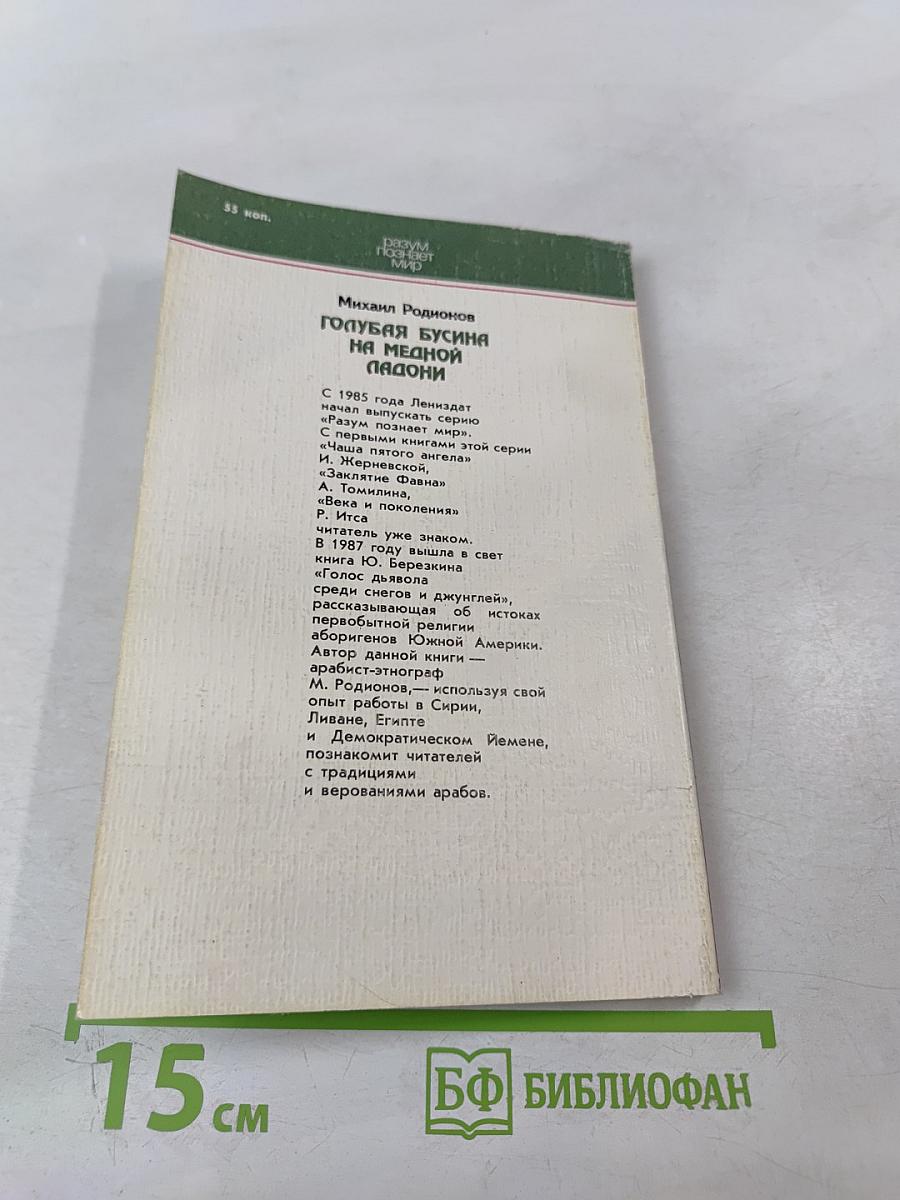 55 коп.
разум
познает
мир
Михаил Родионов
ГОЛУБАЯ БУСИНА
НА МЕДНОЙ
ЛАДОНИ
С 1985 года Лениздат
начал выпускать серию
«Разум познает мир».
С первыми книгами этой серии
«Чаша пятого ангела»
И. Жерневской,
«Заклятие Фавна»
А. Томилина,
«Века и поколения»
Р. Итса
читатель уже знаком.
В 1987 году вышла в свет
книга Ю. Березкина
«Голос дьявола
среди снегов и джунглей»,
рассказывающая об истоках
первобытной религии
аборигенов Южной Америки.
Автор данной книги —
арабист-этнограф
М. Родионов,— используя свой
опыт работы в Сирии,
Ливане, Египте
и Демократическом Йемене,
познакомит читателей
с традициями
и верованиями арабов.
15 см
БФ БИБЛИОФАН